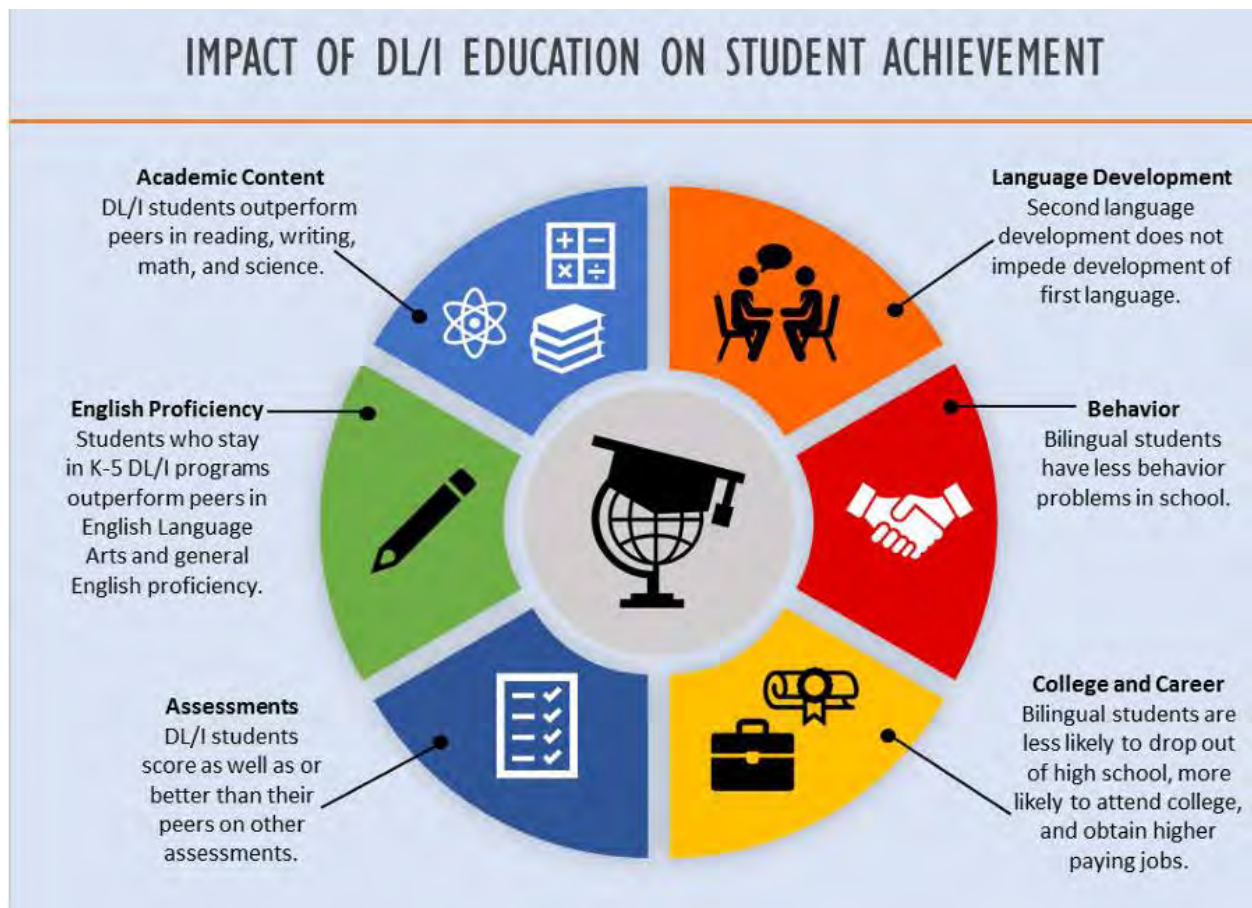 IMPACT OF DL/I EDUCATION ON STUDENT ACHIEVEMENT
Academic Content
DL/I students outperform
peers in reading, writing,
math, and science.
Language Development
Second language
development does not
impede development of
first language.
English Proficiency
Students who stay
in K-5 DL/I programs
outperform peers in
English Language
Arts and general
English proficiency.
Behavior
Bilingual students
have less behavior
problems in school.
Assessments
DL/I students
score as well as or
better than their
peers on other
assessments.
College and Career
Bilingual students are
less likely to drop out
of high school, more
likely to attend college,
and obtain higher
paying jobs.